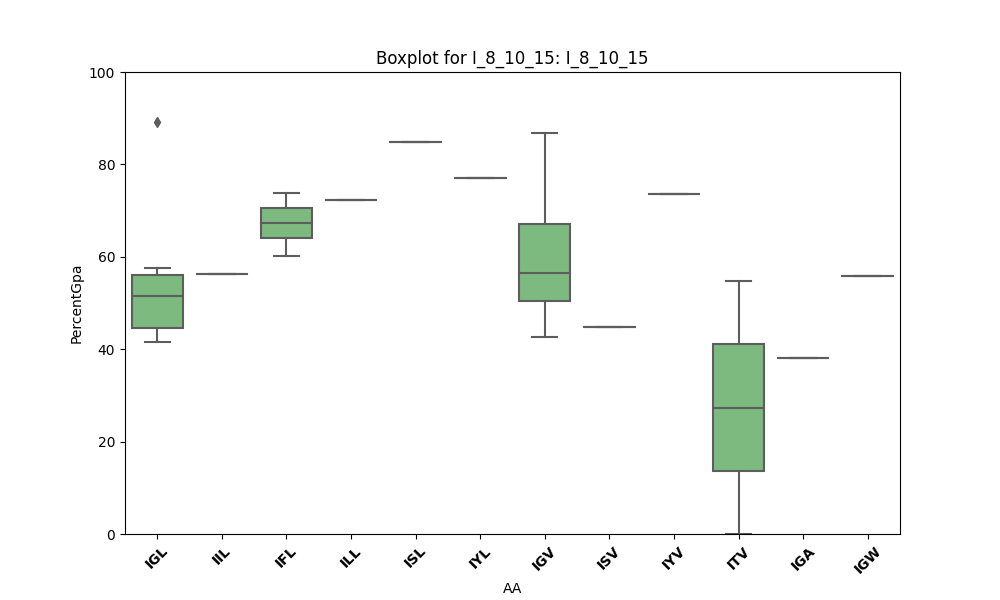 Boxplot for I_8_10_15: I_8_10_15
100
80
60
40
20
0
PercentGpa
IGL IIL IFL ILL ISL IYL IGV ISV IYV ITV IGA IGW
AA